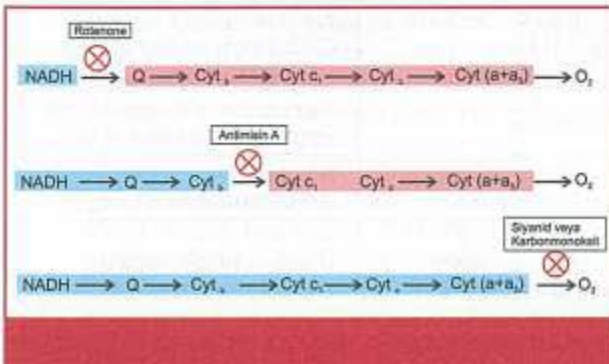 Rotenone
NADH → Q → Cyt b → Cyt c₁ → Cyt c → Cyt (a+a₃) → O₂
Antimisin A
NADH → Q → Cyt b → Cyt c₁ Cyt c → Cyt (a+a₃) → O₂
Siyanid veya
Karbonmonoksit
NADH → Q → Cyt → Cyt c₁ → Cyt → Cyt (a+a₃) → O₂